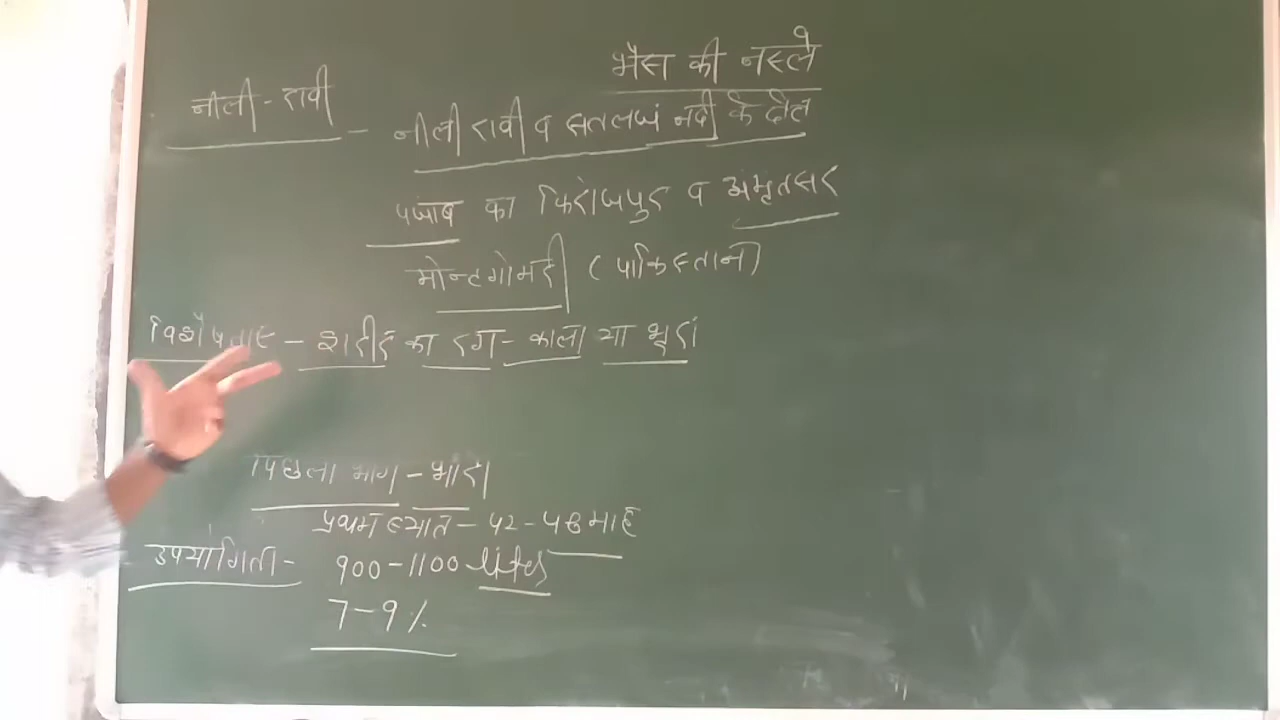 भैंस की नस्ले
नीली - रावी - नीली रावी व सतलज नदी के दोल
पंजाब का फिरोजपुर व अमृतसर
मोन्टगोमरी (पाकिस्तान)
विशेषताएं - शरीर का रंग - काला या भूरा
पिछला भाग - भारी
प्रथम ब्यात - 42 - 48 माह
उपयोगिता - 900 - 1100 liters
7 - 9 %